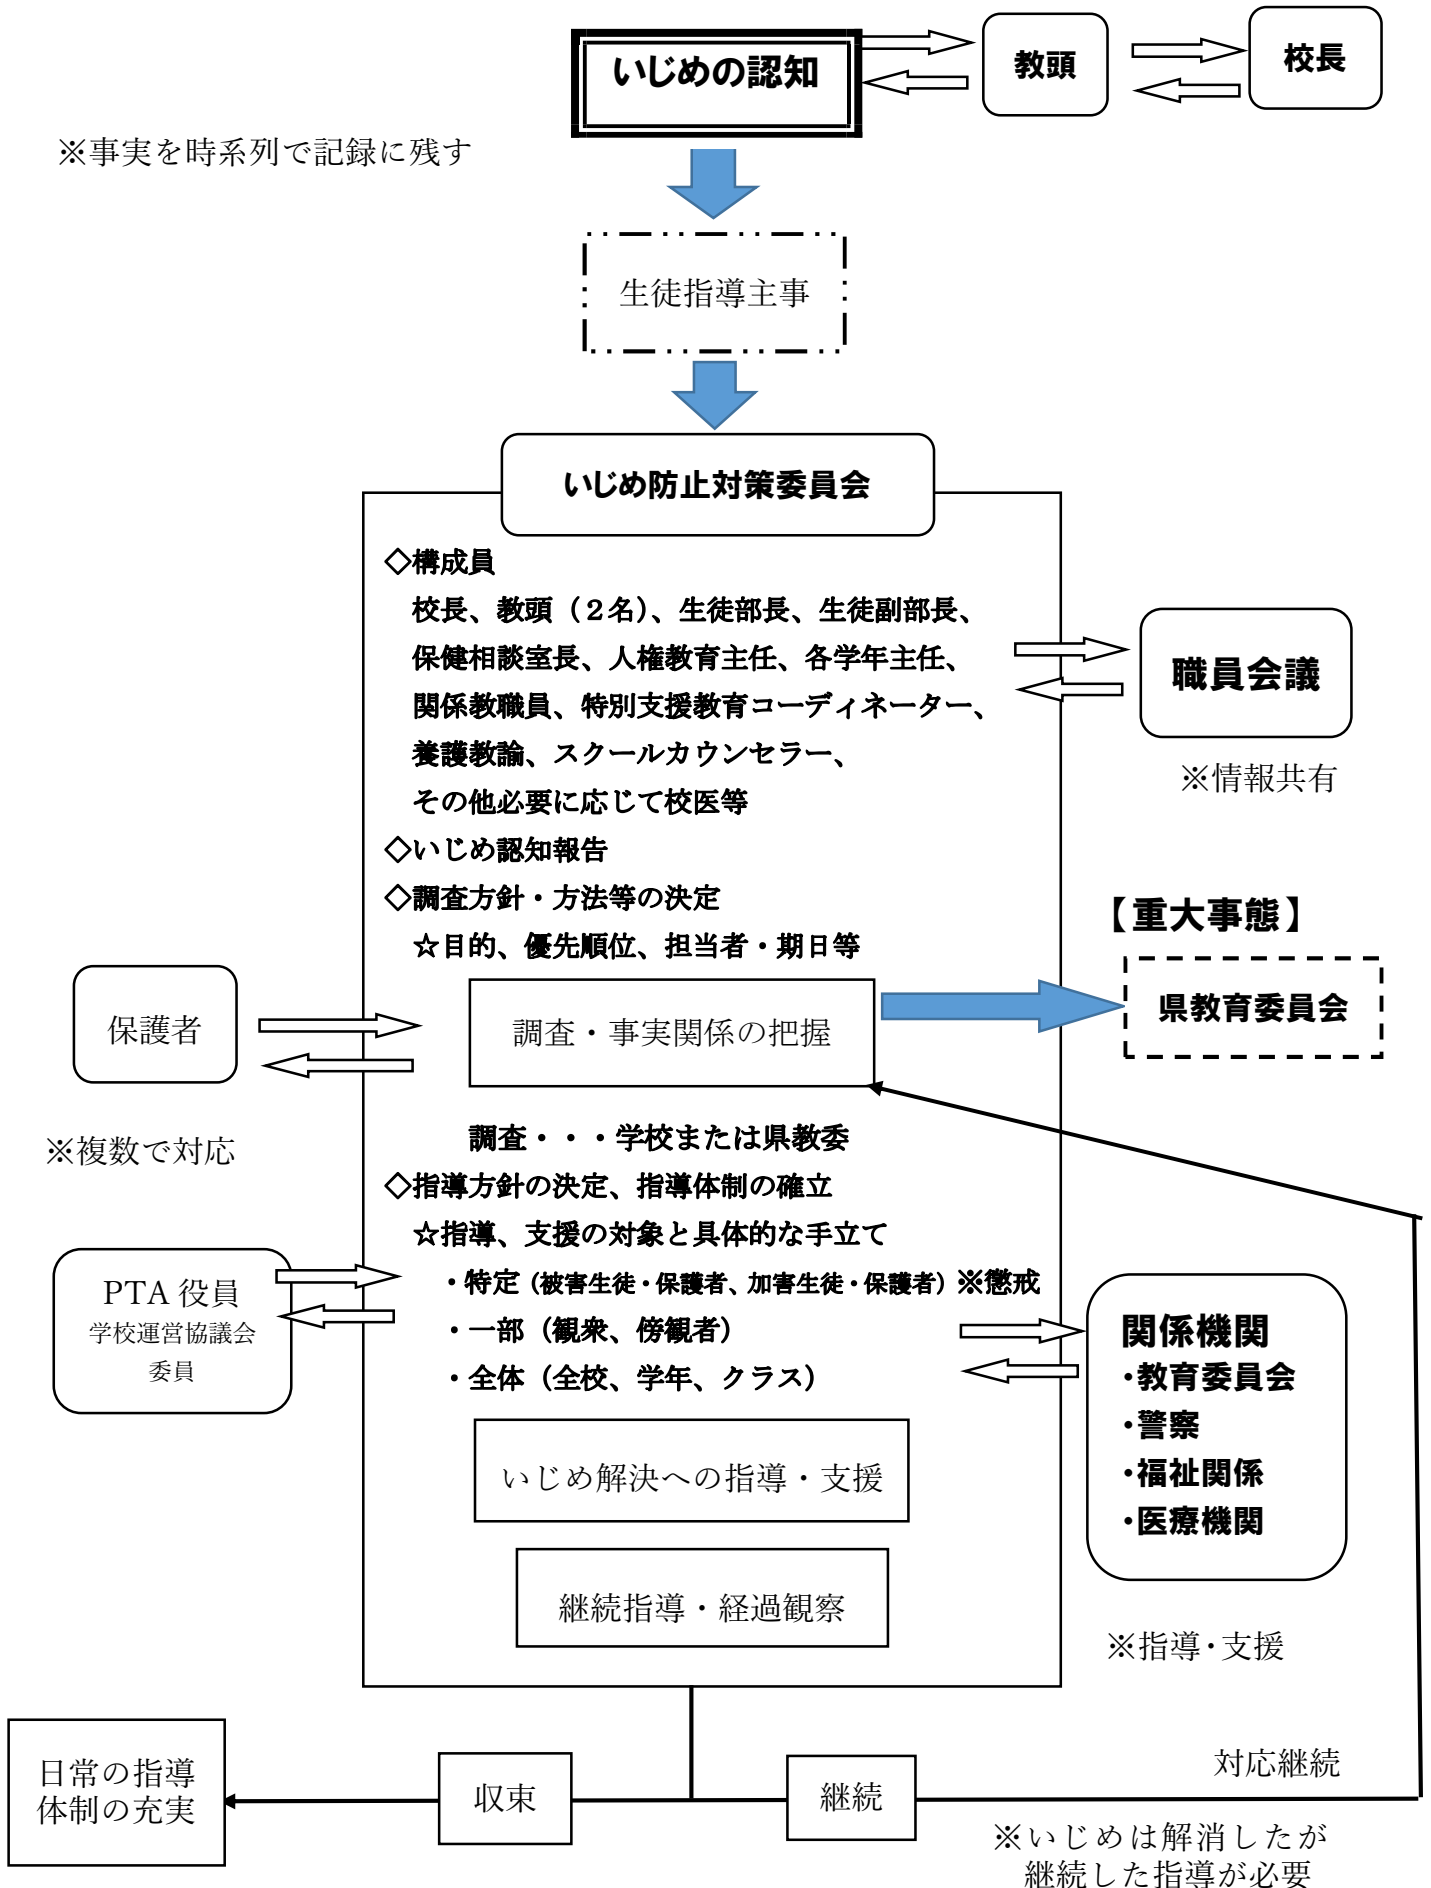 いじめの認知
教頭
校長
※事実を時系列で記録に残す
生徒指導主事
いじめ防止対策委員会
◇構成員
校長、教頭（２名）、生徒部長、生徒副部長、
保健相談室長、人権教育主任、各学年主任、
関係教職員、特別支援教育コーディネーター、
養護教諭、スクールカウンセラー、
その他必要に応じて校医等
職員会議
※情報共有
◇いじめ認知報告
◇調査方針・方法等の決定
☆目的、優先順位、担当者・期日等
【重大事態】
県教育委員会
保護者
調査・事実関係の把握
※複数で対応
調査・・・学校または県教委
◇指導方針の決定、指導体制の確立
☆指導、支援の対象と具体的な手立て
・特定（被害生徒・保護者、加害生徒・保護者）※懲戒
・一部（観衆、傍観者）
・全体（全校、学年、クラス）
PTA 役員
学校運営協議会
委員
関係機関
・教育委員会
・警察
・福祉関係
・医療機関
いじめ解決への指導・支援
継続指導・経過観察
※指導・支援
日常の指導
体制の充実
収束
継続
対応継続
※いじめは解消したが
継続した指導が必要